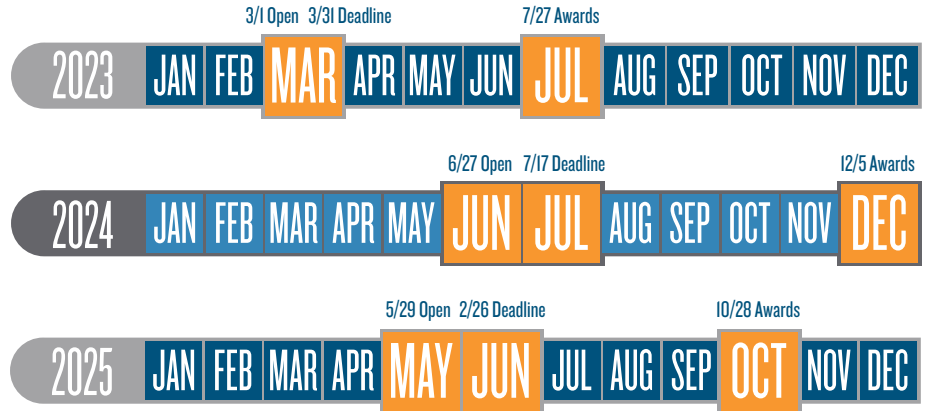 3/1 Open 3/31 Deadline 7/27 Awards
2023 JAN FEB MAR APR MAY JUN JUL AUG SEP OCT NOV DEC
6/27 Open 7/17 Deadline 12/5 Awards
2024 JAN FEB MAR APR MAY JUN JUL AUG SEP OCT NOV DEC
5/29 Open 2/26 Deadline 10/28 Awards
2025 JAN FEB MAR APR MAY JUN JUL AUG SEP OCT NOV DEC